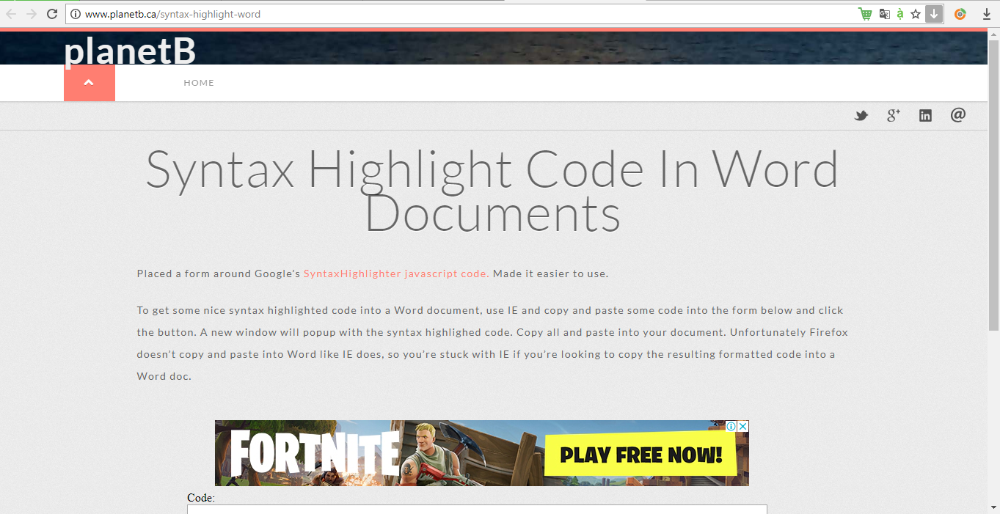 www.planetb.ca/syntax-highlight-word
planetB
HOME
Syntax Highlight Code In Word
Documents
Placed a form around Google’s SyntaxHighlighter javascript code. Made it easier to use.
To get some nice syntax highlighted code into a Word document, use IE and copy and paste some code into the form below and click
the button. A new window will popup with the syntax highlighed code. Copy all and paste into your document. Unfortunately Firefox
doesn’t copy and paste into Word like IE does, so you’re stuck with IE if you’re looking to copy the resulting formatted code into a
Word doc.
FORTNITE
PLAY FREE NOW!
Code: